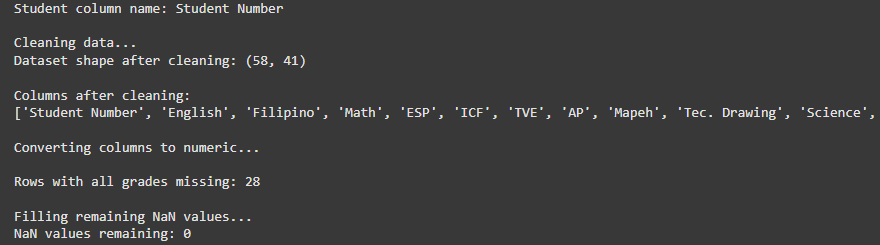 Student column name: Student Number
Cleaning data...
Dataset shape after cleaning: (58, 41)
Columns after cleaning:
['Student Number', 'English', 'Filipino', 'Math', 'ESP', 'ICF', 'TVE', 'AP', 'Mapeh', 'Tec. Drawing', 'Science',
Converting columns to numeric...
Rows with all grades missing: 28
Filling remaining NaN values...
NaN values remaining: 0